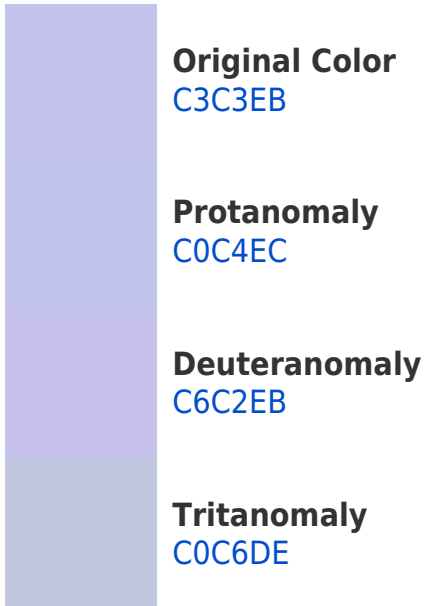 Original Color
C3C3EB
Protanomaly
C0C4EC
Deuteranomaly
C6C2EB
Tritanomaly
C0C6DE